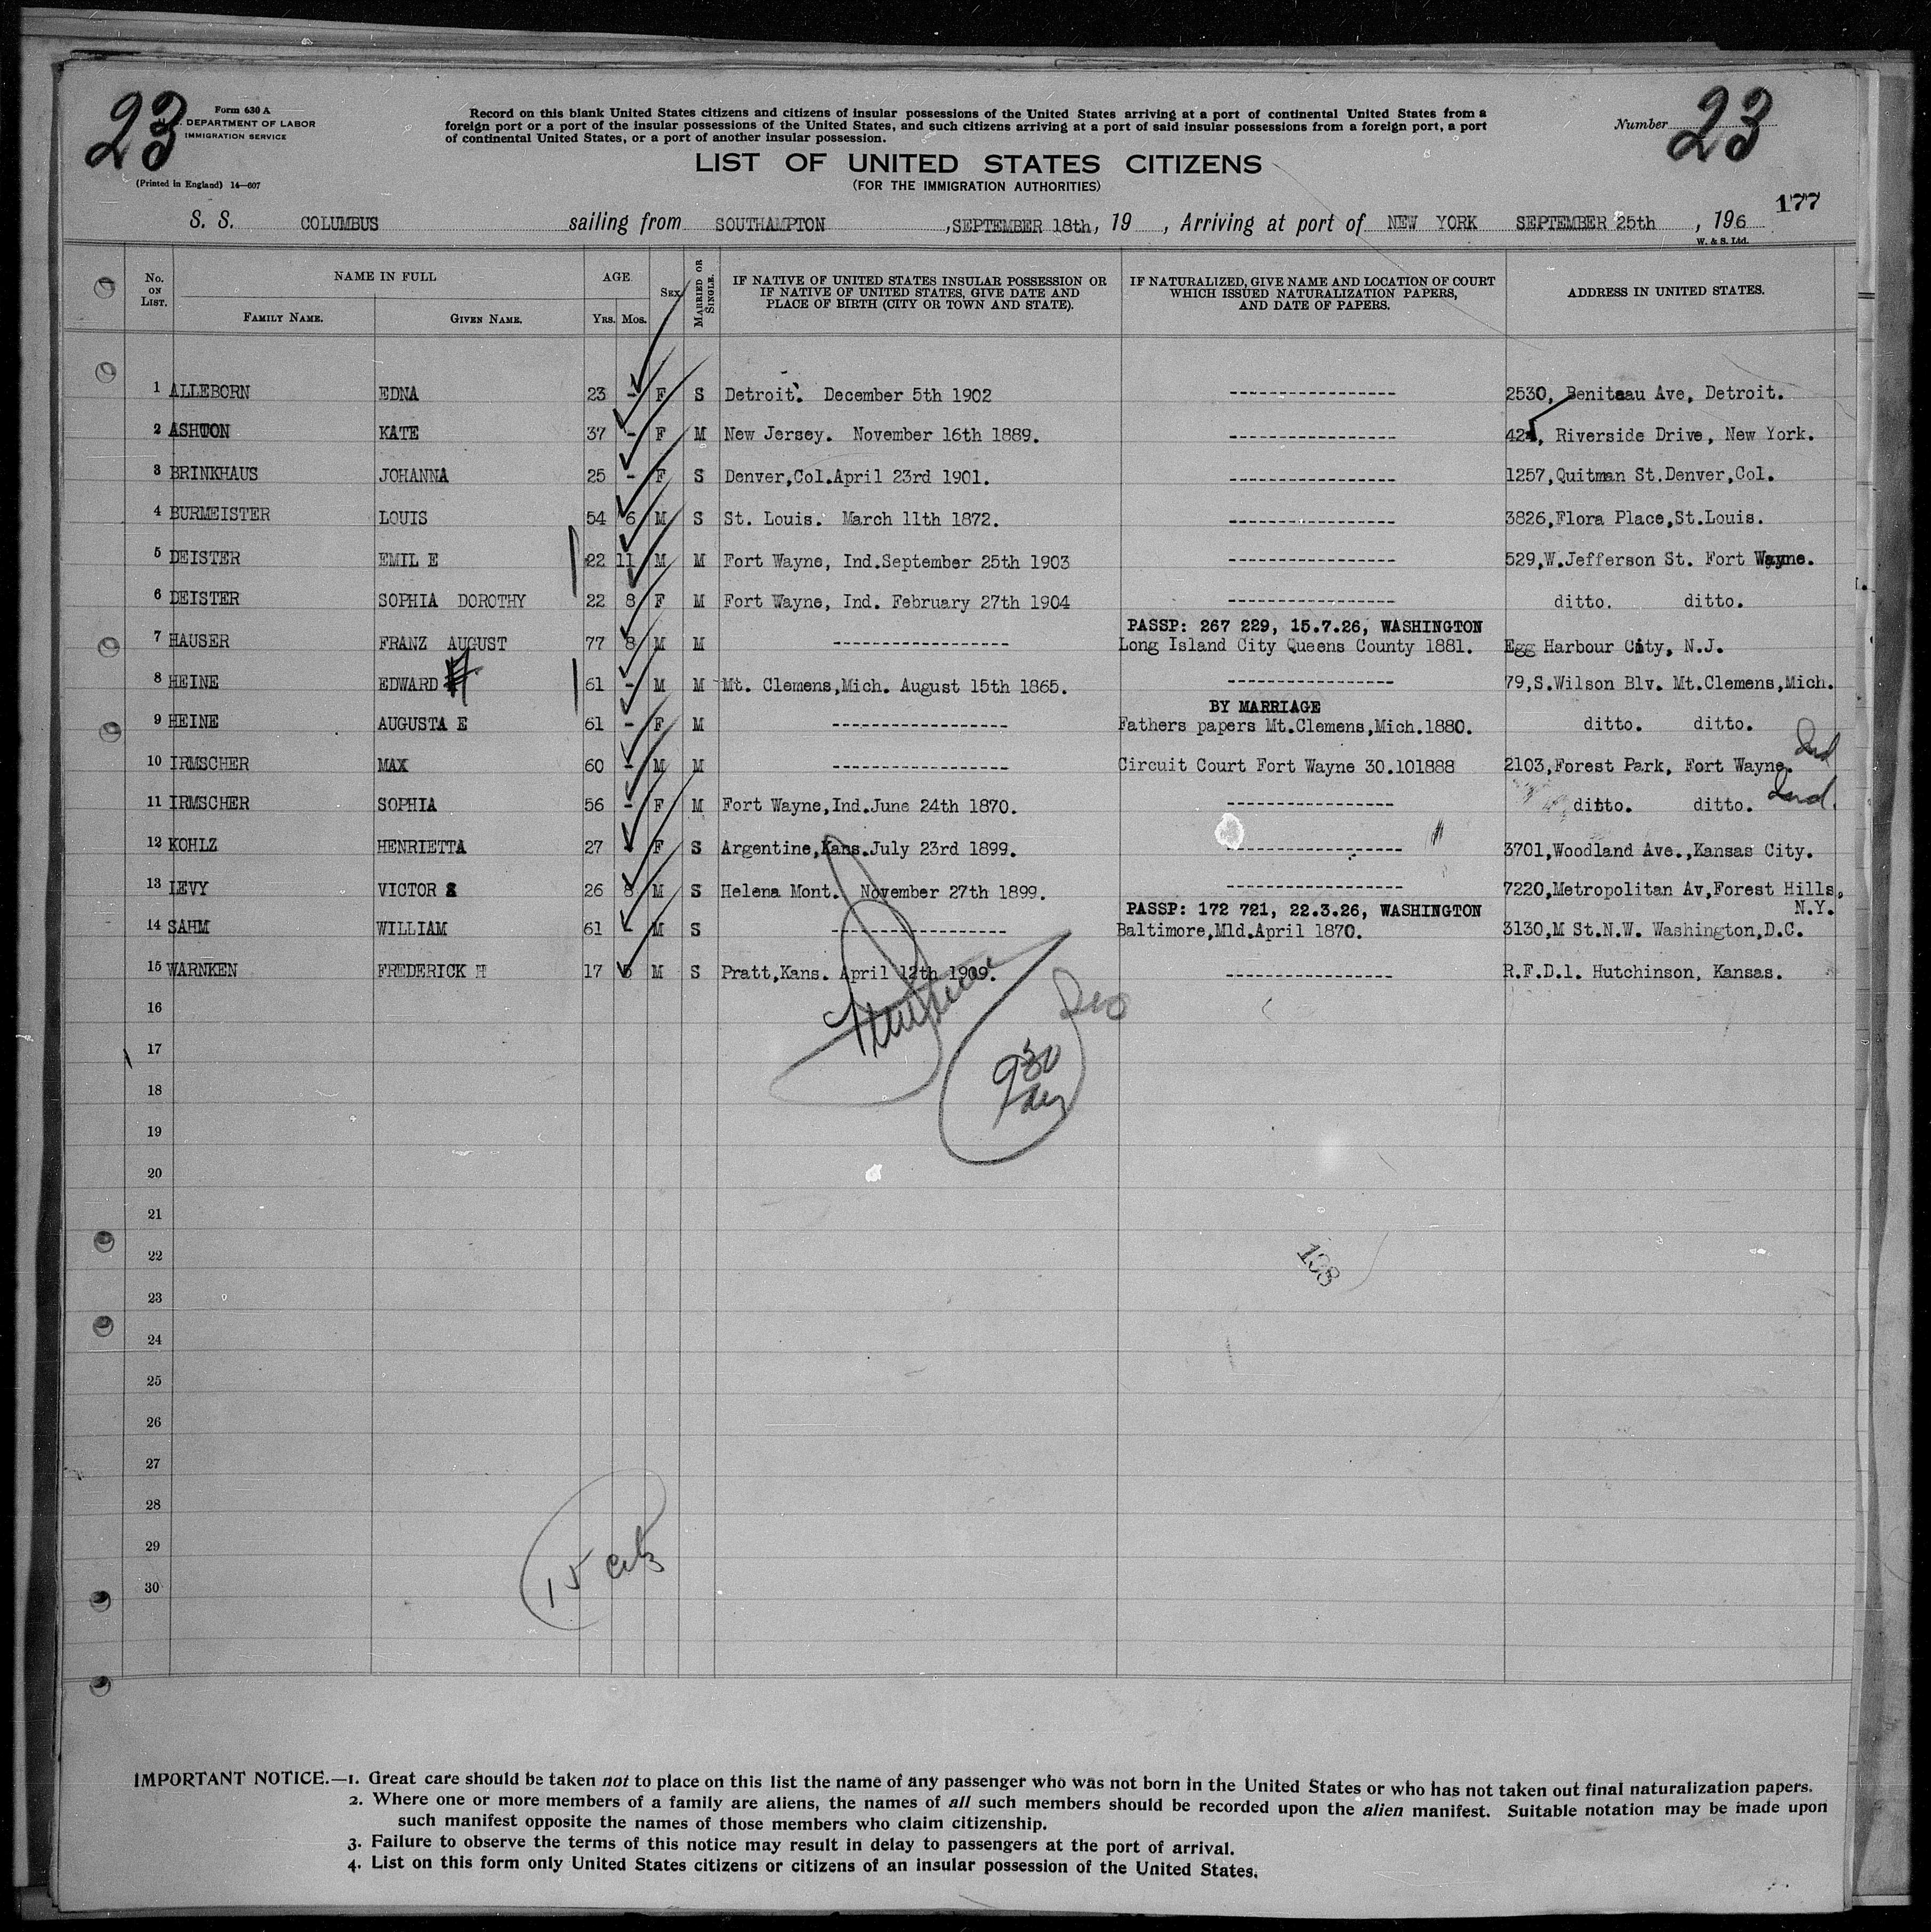 23
Form 630 A
DEPARTMENT OF LABOR
IMMIGRATION SERVICE
(Printed in England) 14—607
Record on this blank United States citizens and citizens of insular possessions of the United States arriving at a port of continental United States from a
foreign port or a port of the insular possessions of the United States, and such citizens arriving at a port of said insular possessions from a foreign port, a port
of continental United States, or a port of another insular possession.
Number 23
LIST OF UNITED STATES CITIZENS
(FOR THE IMMIGRATION AUTHORITIES)
177
S. S. COLUMBUS sailing from SOUTHAMPTON , SEPTEMBER 18th, 19 , Arriving at port of NEW YORK SEPTEMBER 25th , 196
W. & S. Ltd.
No. ON LIST. NAME IN FULL FAMILY NAME. GIVEN NAME. AGE. YRS. MOS. SEX MARRIED OR SINGLE. IF NATIVE OF UNITED STATES INSULAR POSSESSION OR IF NATIVE OF UNITED STATES, GIVE DATE AND PLACE OF BIRTH (CITY OR TOWN AND STATE). IF NATURALIZED, GIVE NAME AND LOCATION OF COURT WHICH ISSUED NATURALIZATION PAPERS, AND DATE OF PAPERS. ADDRESS IN UNITED STATES.
1 ALLEBORN EDNA 23 - F S Detroit. December 5th 1902 ---------------- 2530, Beniteau Ave, Detroit.
2 ASHTON KATE 37 - F M New Jersey. November 16th 1889. ---------------- 424, Riverside Drive, New York.
3 BRINKHAUS JOHANNA 25 - F S Denver,Col.April 23rd 1901. ---------------- 1257,Quitman St.Denver,Col.
4 BURMEISTER LOUIS 54 6 M S St. Louis. March 11th 1872. ---------------- 3826,Flora Place,St.Louis.
5 DEISTER EMIL E 22 11 M M Fort Wayne, Ind.September 25th 1903 ---------------- 529,W.Jefferson St. Fort Wayne.
6 DEISTER SOPHIA DOROTHY 22 8 F M Fort Wayne, Ind. February 27th 1904 ---------------- ditto. ditto.
PASSP: 267 229, 15.7.26, WASHINGTON
7 HAUSER FRANZ AUGUST 77 8 M M ----------------- Long Island City Queens County 1881. Egg Harbour City, N.J.
8 HEINE EDWARD 61 - M M Mt. Clemens,Mich. August 15th 1865. ---------------- 79,S.Wilson Blv. Mt.Clemens,Mich.
BY MARRIAGE
9 HEINE AUGUSTA E 61 - F M ----------------- Fathers papers Mt.Clemens,Mich.1880. ditto. ditto.
10 IRMSCHER MAX 60 - M M ----------------- Circuit Court Fort Wayne 30.101888 2103,Forest Park, Fort Wayne. Ind
11 IRMSCHER SOPHIA 56 - F M Fort Wayne,Ind.June 24th 1870. ---------------- ditto. ditto. Ind.
12 KOHLZ HENRIETTA 27 - F S Argentine,Kans.July 23rd 1899. ----------------- 3701,Woodland Ave.,Kansas City.
13 LEVY VICTOR 26 8 M S Helena Mont. November 27th 1899. ----------------- 7220,Metropolitan Av,Forest Hills,
N.Y.
PASSP: 172 721, 22.3.26, WASHINGTON
14 SAHM WILLIAM 61 - M S ----------------- Baltimore,Mld.April 1870. 3130,M St.N.W. Washington,D.C.
15 WARNKEN FREDERICK H 17 5 M S Pratt,Kans. April 12th 1909. ---------------- R.F.D.1. Hutchinson, Kansas.
16
17
18
930
19
20
21
22
138
23
24
25
26
27
28
29
15 citz
30
IMPORTANT NOTICE.—1. Great care should be taken not to place on this list the name of any passenger who was not born in the United States or who has not taken out final naturalization papers.
2. Where one or more members of a family are aliens, the names of all such members should be recorded upon the alien manifest. Suitable notation may be made upon
such manifest opposite the names of those members who claim citizenship.
3. Failure to observe the terms of this notice may result in delay to passengers at the port of arrival.
4. List on this form only United States citizens or citizens of an insular possession of the United States.